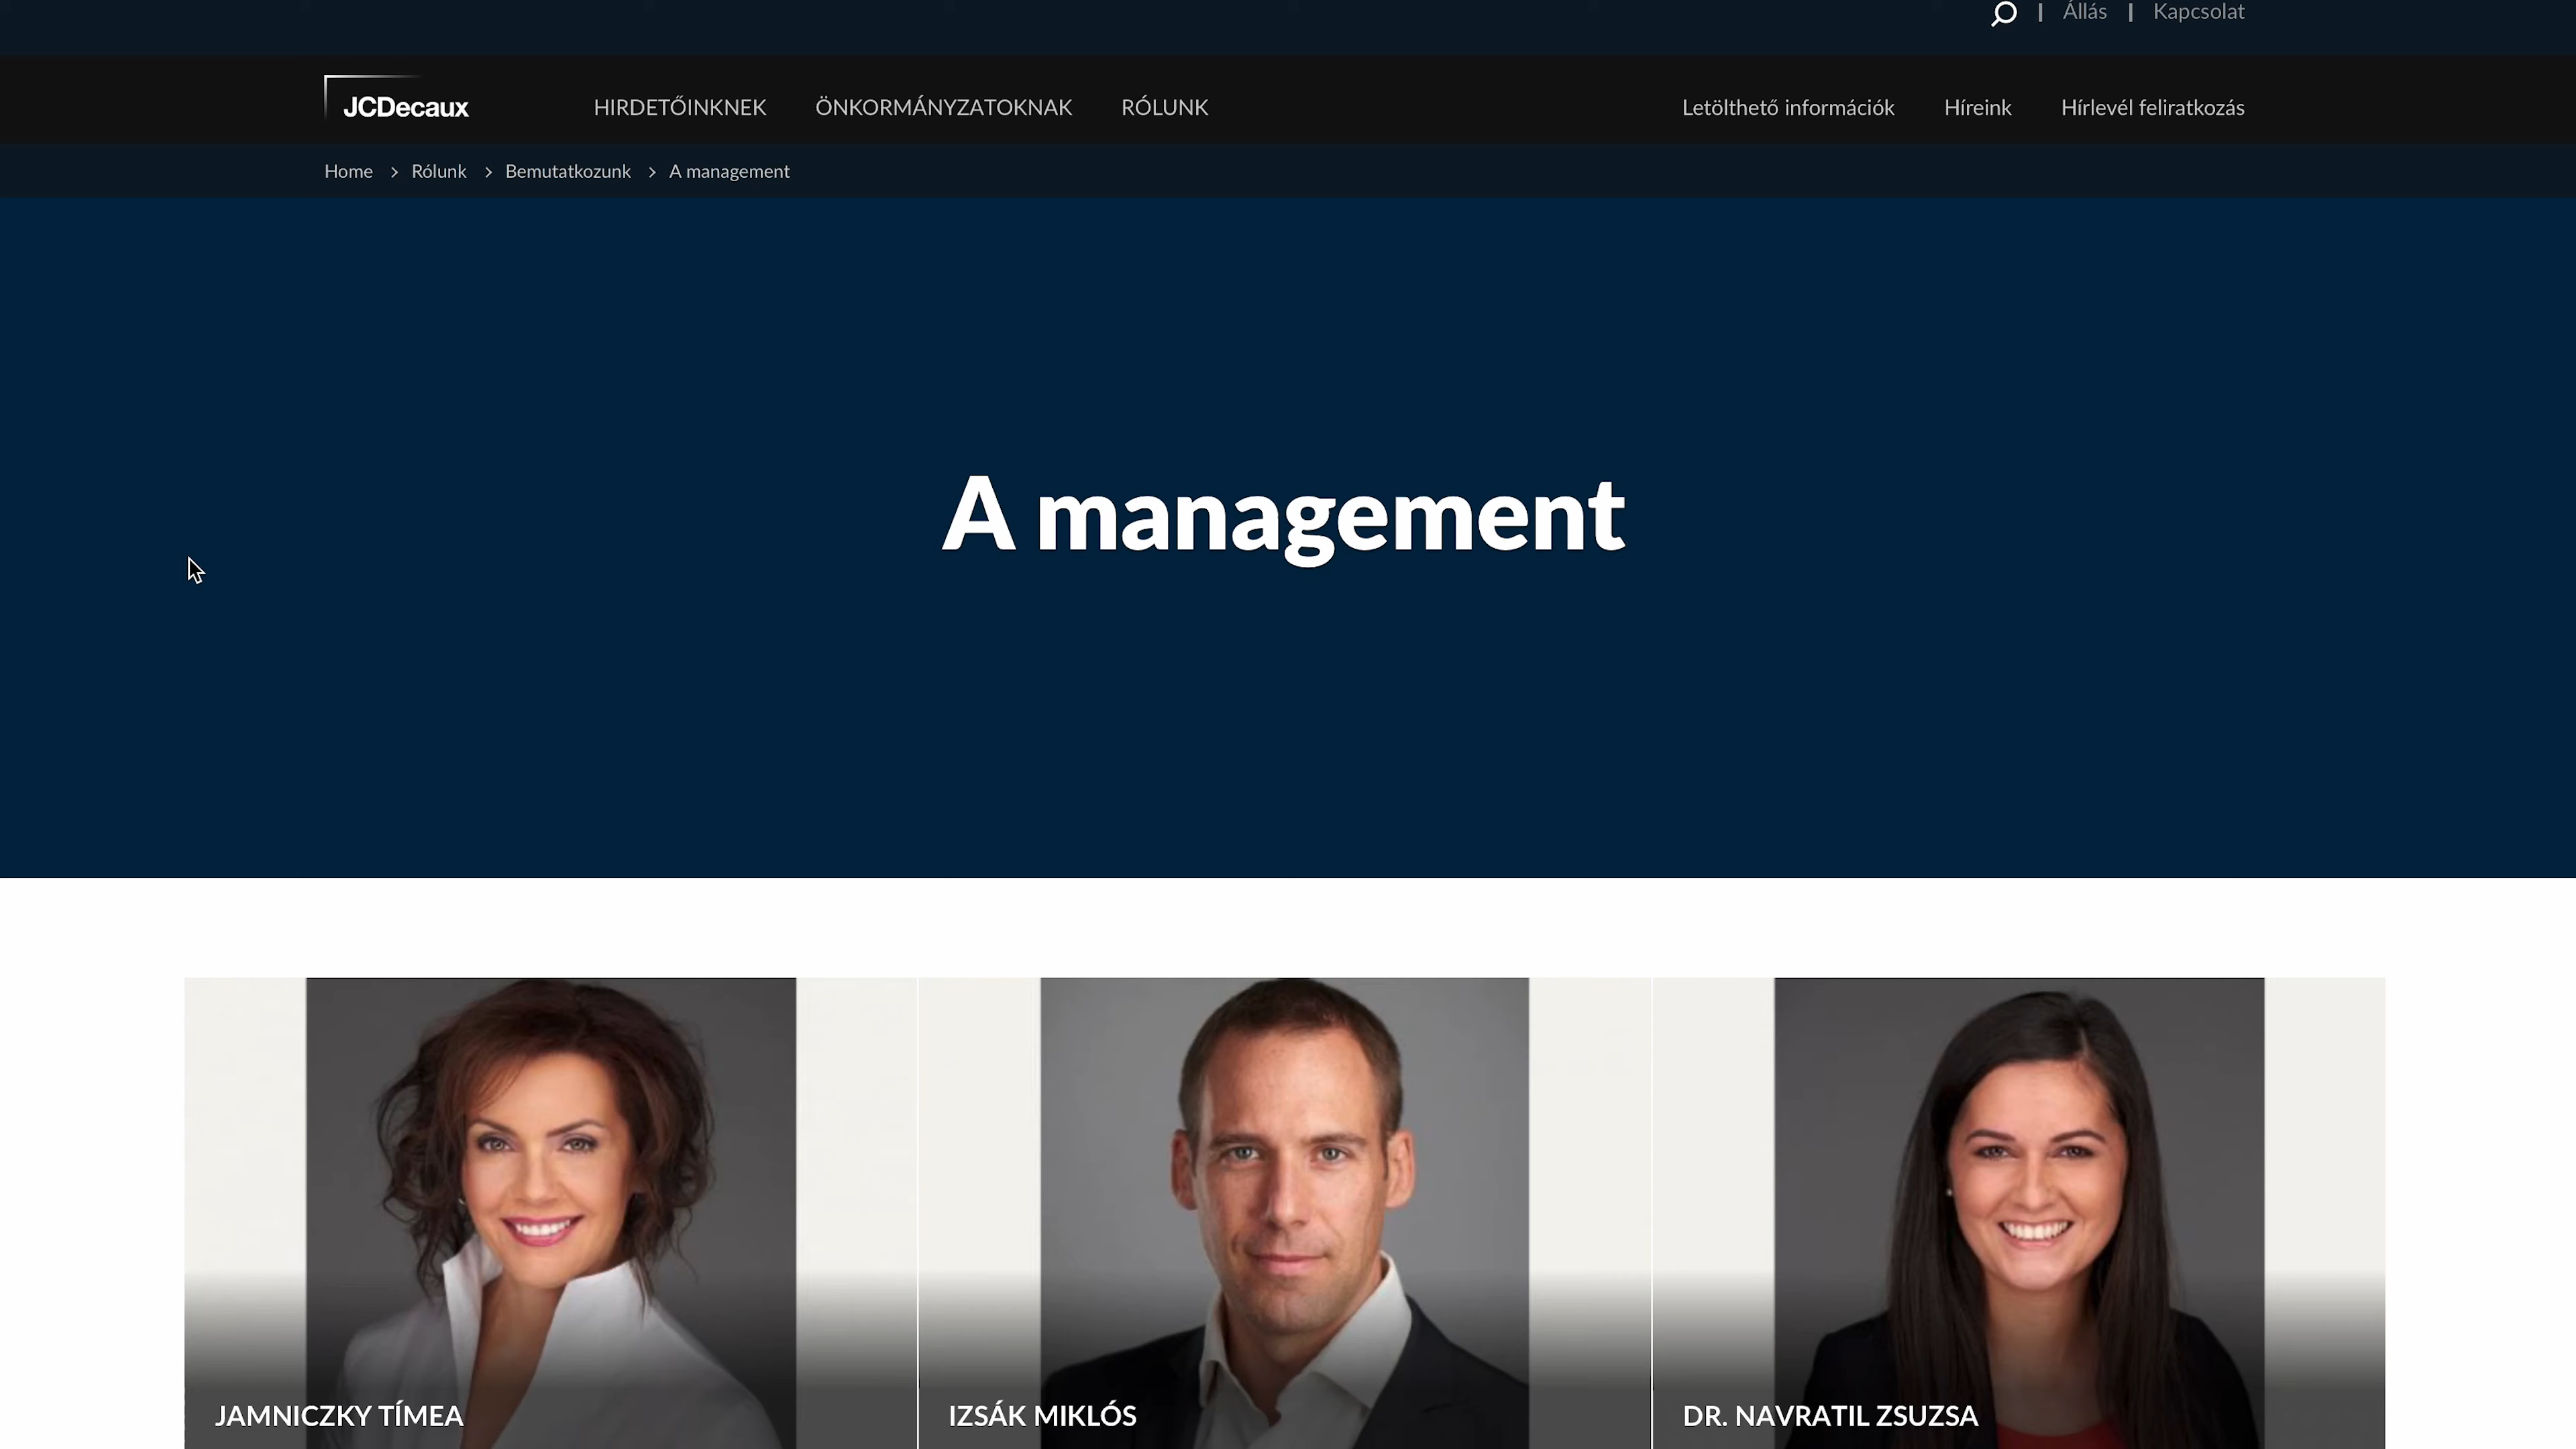 Állás | Kapcsolat
JCDecaux HIRDETŐINKNEK ÖNKORMÁNYZATOKNAK RÓLUNK Letölthető információk Híreink Hírlevél feliratkozás
Home > Rólunk > Bemutatkozunk > A management
A management
JAMNICZKY TÍMEA
IZSÁK MIKLÓS
DR. NAVRATIL ZSUZSA